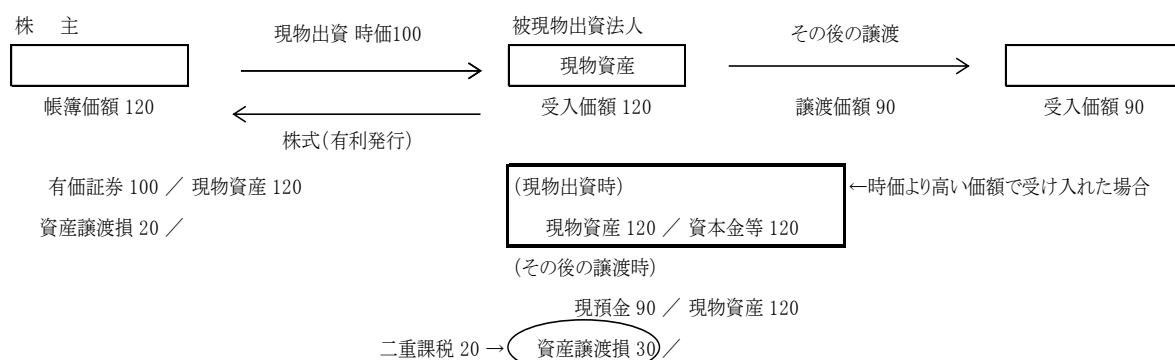 株　主
現物出資 時価100
被現物出資法人
その後の譲渡
現物資産
帳簿価額 120
受入価額 120
譲渡価額 90
受入価額 90
株式(有利発行)
有価証券 100 ／ 現物資産 120
(現物出資時)
←時価より高い価額で受け入れた場合
資産譲渡損 20 ／
現物資産 120 ／ 資本金等 120
(その後の譲渡時)
現預金 90 ／ 現物資産 120
二重課税 20 → 資産譲渡損 30 ／